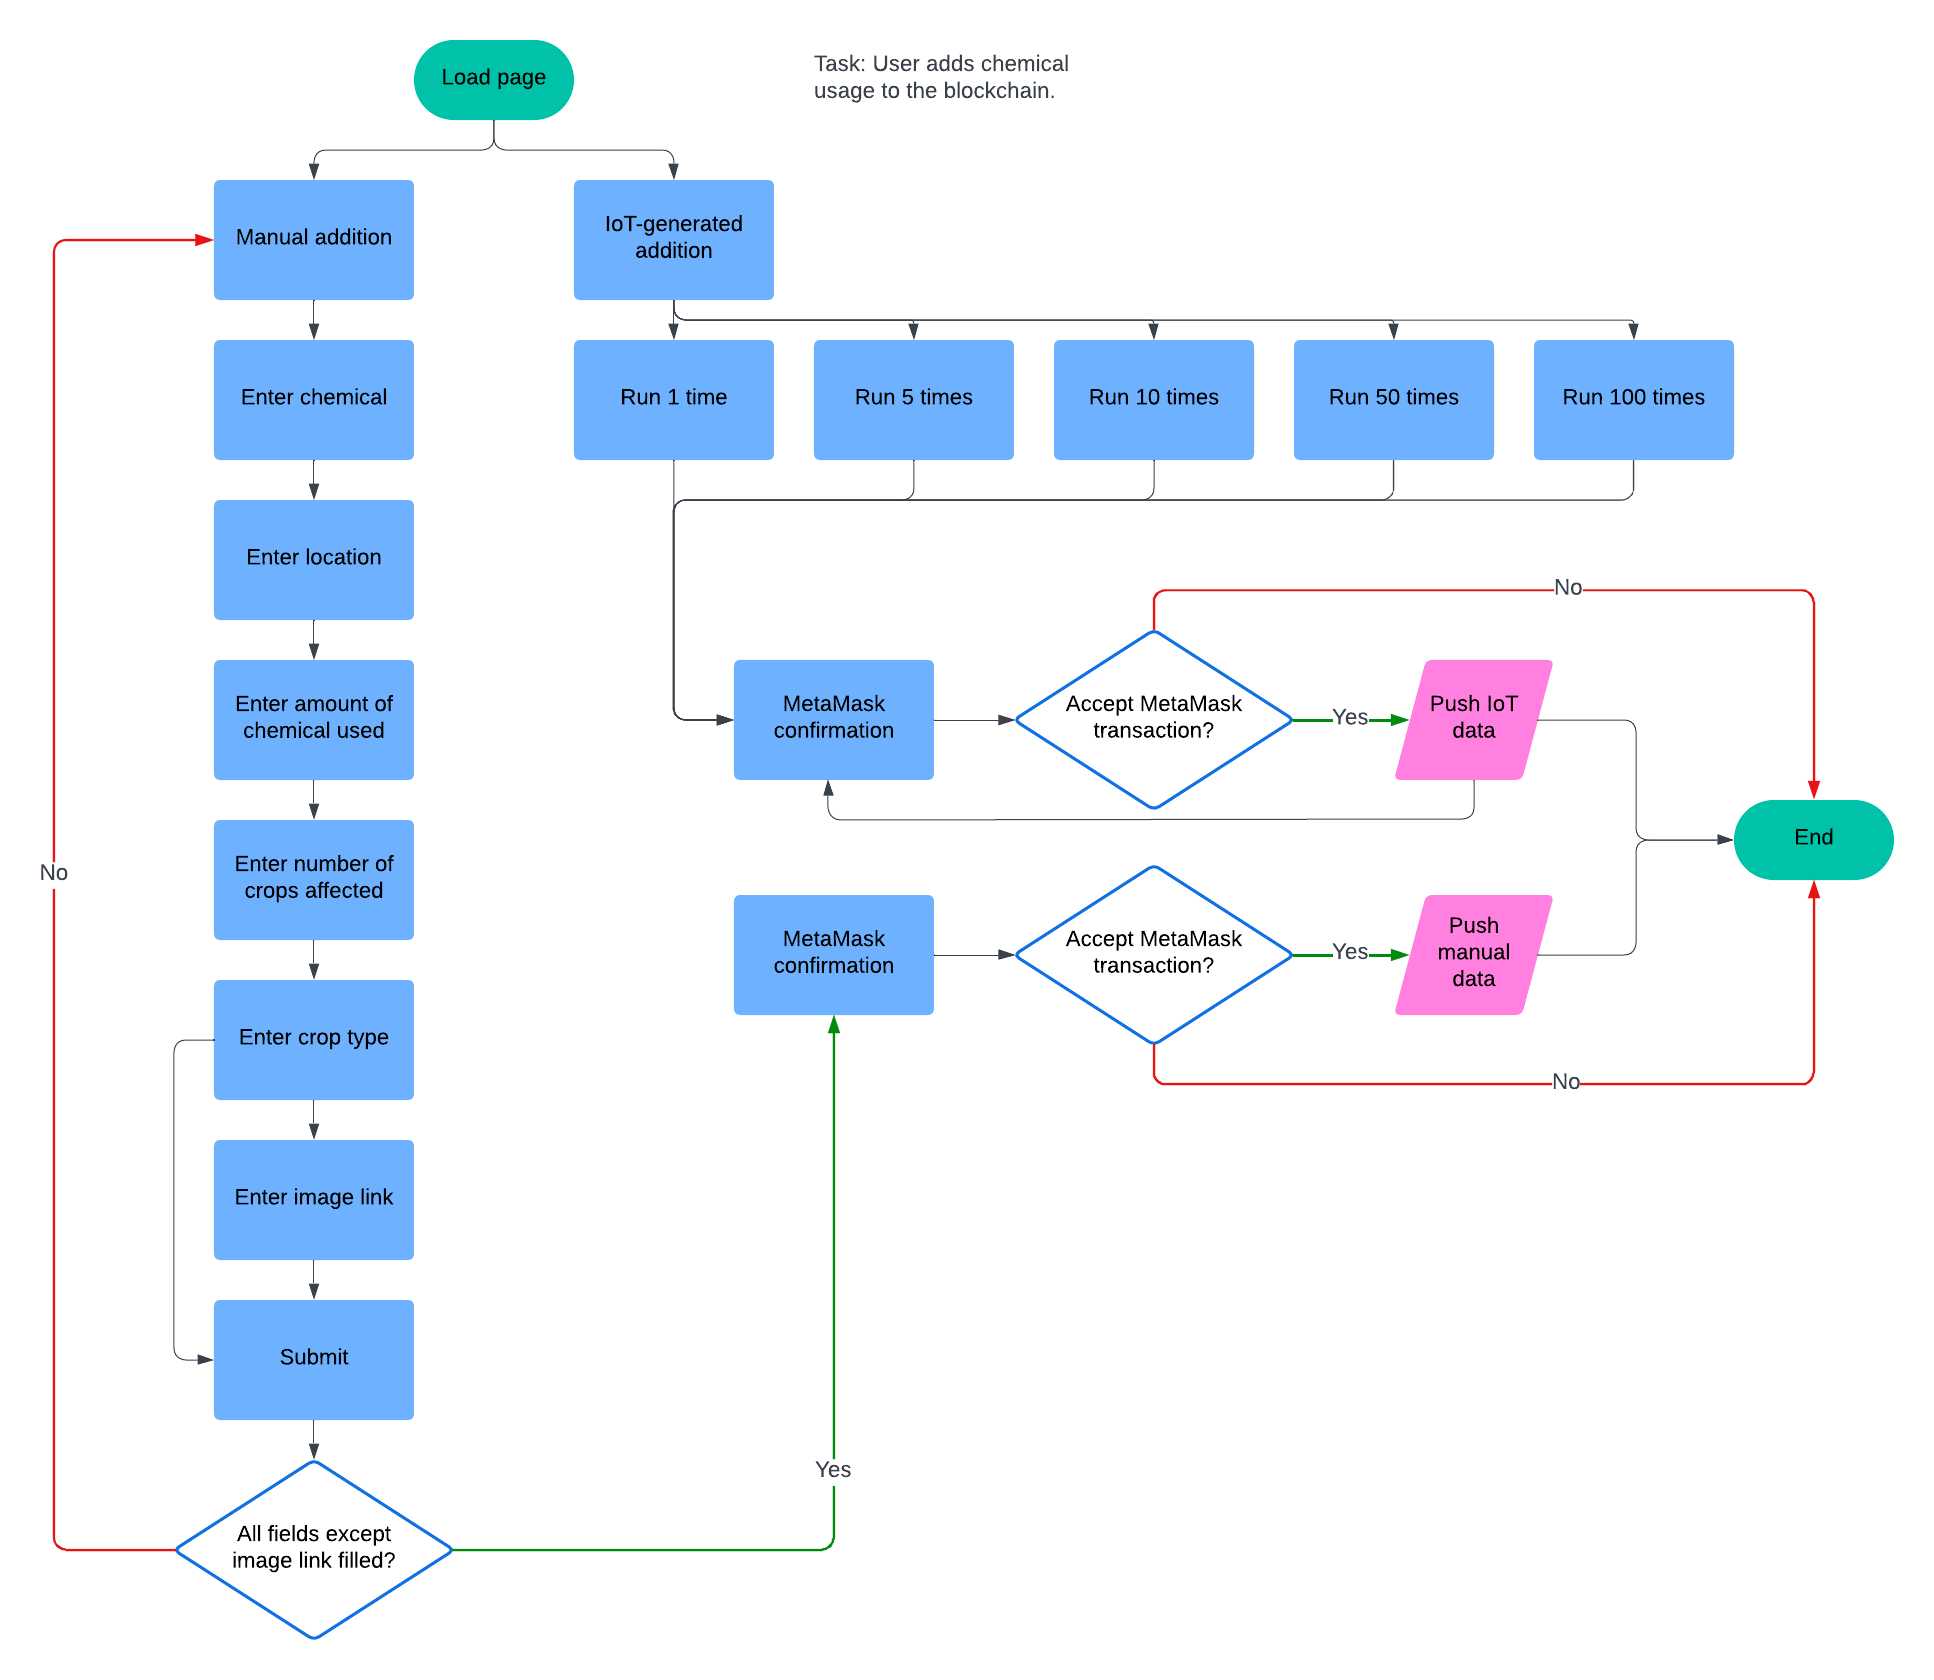 Load page
Task: User adds chemical
usage to the blockchain.
Manual addition
IoT-generated
addition
Enter chemical
Run 1 time
Run 5 times
Run 10 times
Run 50 times
Run 100 times
Enter location
No
Enter amount of
chemical used
MetaMask
confirmation
Accept MetaMask
transaction?
Yes
Push IoT
data
End
Enter number of
crops affected
No
MetaMask
confirmation
Accept MetaMask
transaction?
Yes
Push
manual
data
Enter crop type
No
Enter image link
Submit
Yes
All fields except
image link filled?